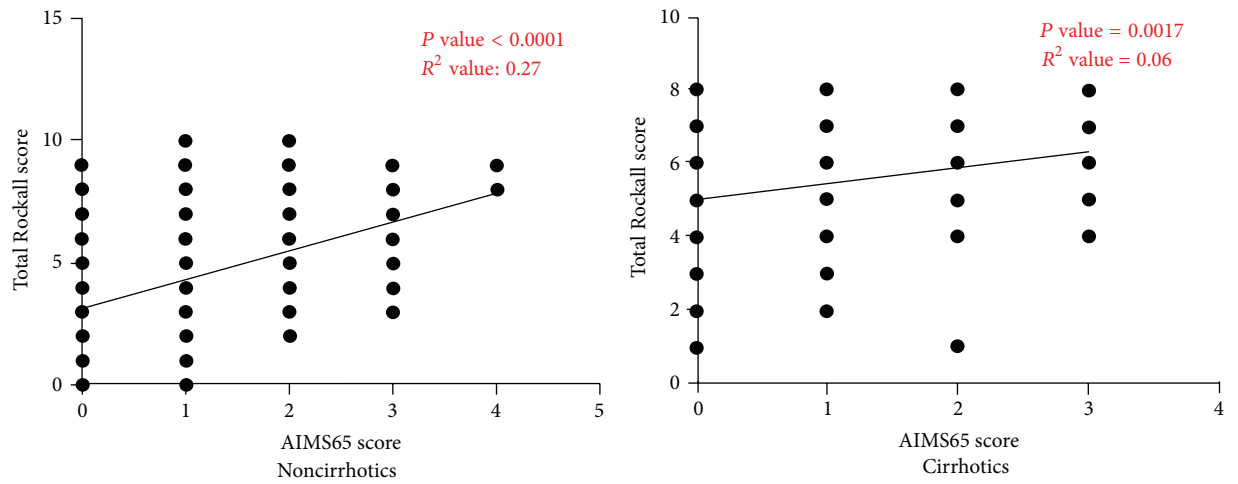 15
10
5
0
Total Rockall score
P value < 0.0001
R² value: 0.27
0 1 2 3 4 5
AIMS65 score
Noncirrhotics
10
8
6
4
2
0
Total Rockall score
P value = 0.0017
R² value = 0.06
0 1 2 3 4
AIMS65 score
Cirrhotics